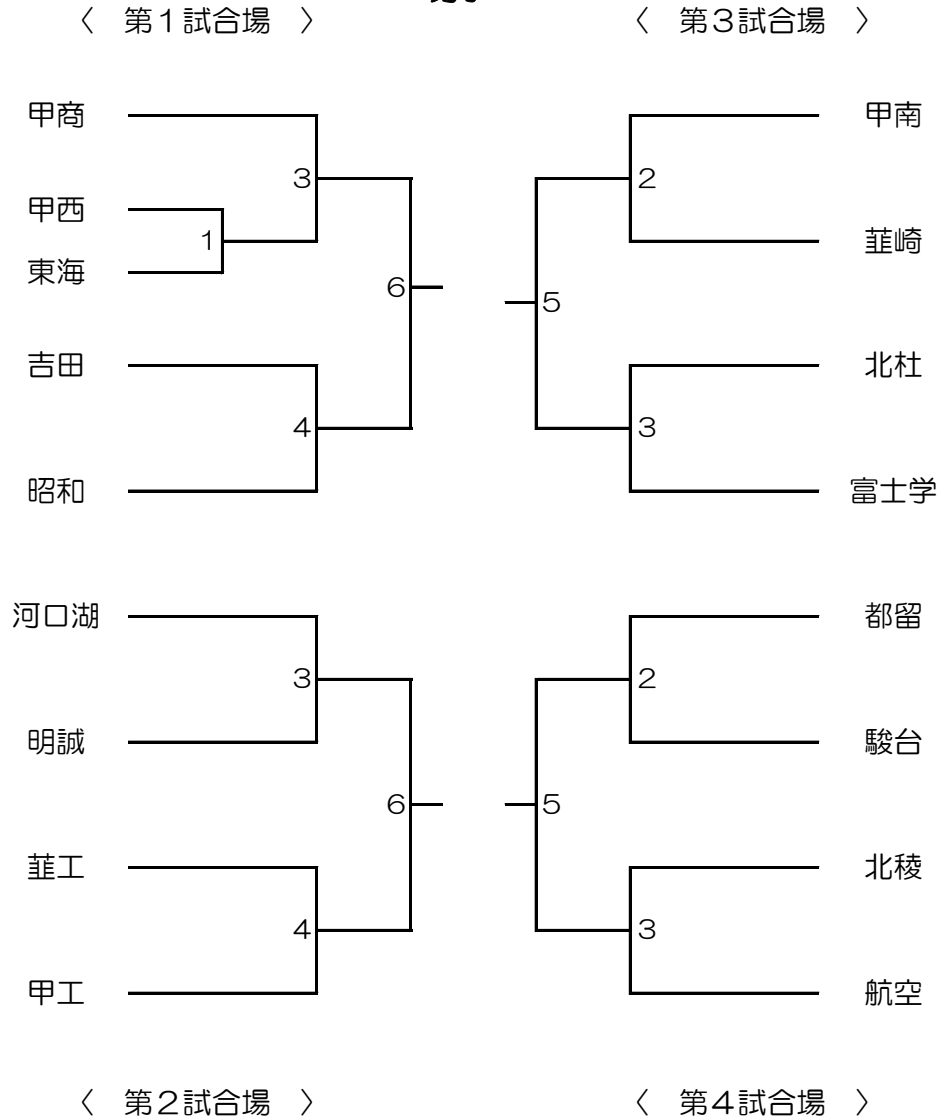 〈　第１試合場　〉
〈　第３試合場　〉
甲商
甲南
3
2
甲西
1
韮崎
東海
6
5
吉田
北杜
4
3
昭和
富士学
河口湖
都留
3
2
明誠
駿台
6
5
韮工
北稜
4
3
甲工
航空
〈　第２試合場　〉
〈　第４試合場　〉